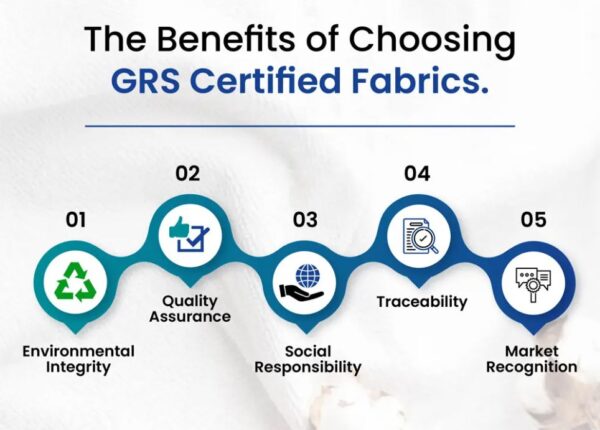 The Benefits of Choosing
GRS Certified Fabrics.
01
Environmental
Integrity
02
Quality
Assurance
03
Social
Responsibility
04
Traceability
05
Market
Recognition